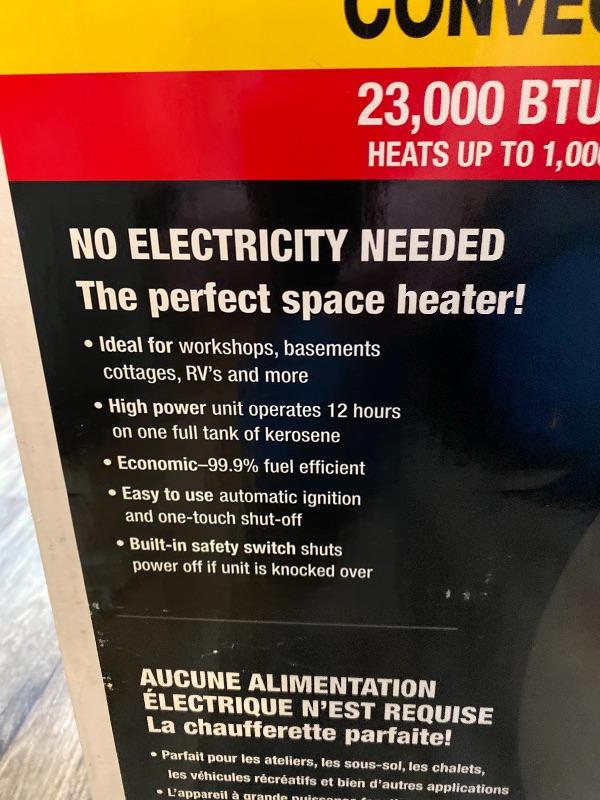 23,000 BTU
HEATS UP TO
NO ELECTRICITY NEEDED
The perfect space heater!
• Ideal for workshops, basements
cottages, RV's and more
• High power unit operates 12 hours
on one full tank of kerosene
• Economic–99.9% fuel efficient
• Easy to use automatic ignition
and one-touch shut-off
• Built-in safety switch shuts
power off if unit is knocked over
AUCUNE ALIMENTATION
ÉLECTRIQUE N'EST REQUISE
La chaufferette parfaite!
• Parfait pour les ateliers, les sous-sol, les chalets,
les véhicules récréatifs et bien d'autres applications
• L'appareil à grande